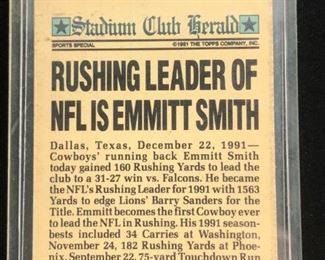 Stadium Club Herald
SPORTS SPECIAL ©1991 THE TOPPS COMPANY, INC.
RUSHING LEADER OF
NFL IS EMMITT SMITH
Dallas, Texas, December 22, 1991—
Cowboys' running back Emmitt Smith
today gained 160 Rushing Yards to lead the
club to a 31-27 win vs. Falcons. He became
the NFL's Rushing Leader for 1991 with 1563
Yards to edge Lions' Barry Sanders for the
Title. Emmitt becomes the first Cowboy ever
to lead the NFL in Rushing. His 1991 season-
bests included 34 Carries at Washington,
November 24, 182 Rushing Yards at Phoe-
nix, September 22, 75-yard Touchdown Run